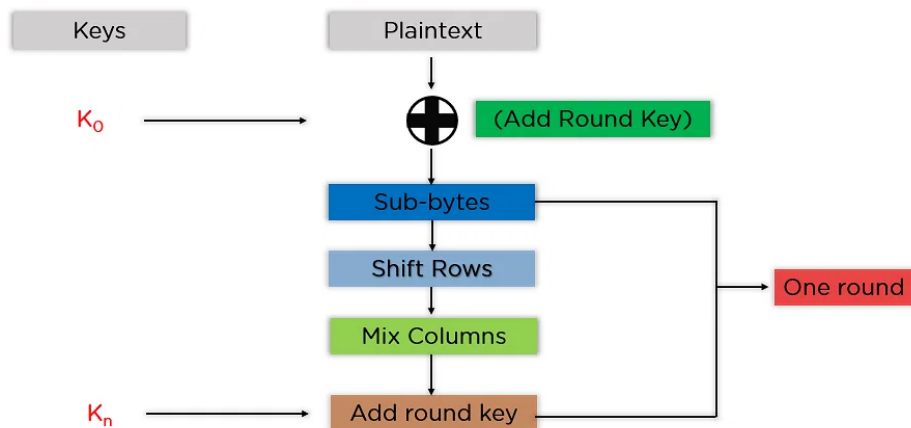 Keys
Plaintext
K₀
(Add Round Key)
Sub-bytes
Shift Rows
One round
Mix Columns
Kₙ
Add round key